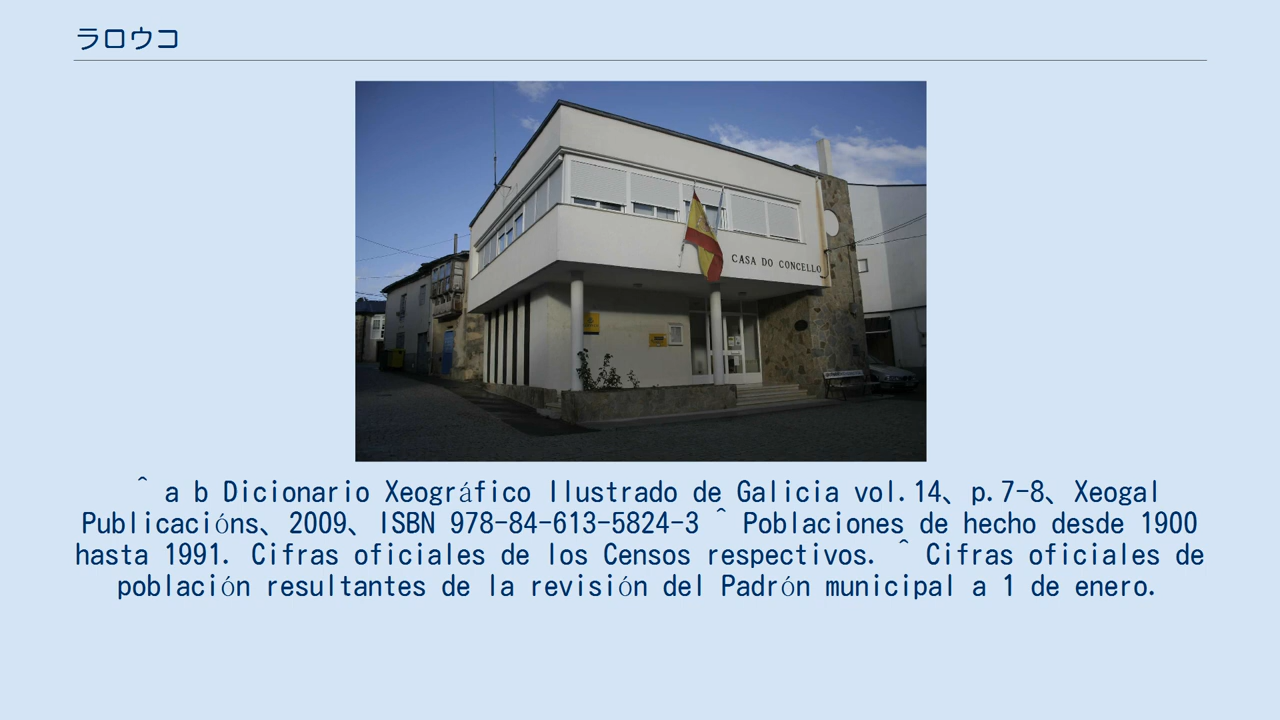 ラロウコ
CASA DO CONCELLO
^ a b Dicionario Xeográfico Ilustrado de Galicia vol.14、p.7-8、Xeogal
Publicacións、2009、ISBN 978-84-613-5824-3 ^ Poblaciones de hecho desde 1900
hasta 1991. Cifras oficiales de los Censos respectivos. ^ Cifras oficiales de
población resultantes de la revisión del Padrón municipal a 1 de enero.